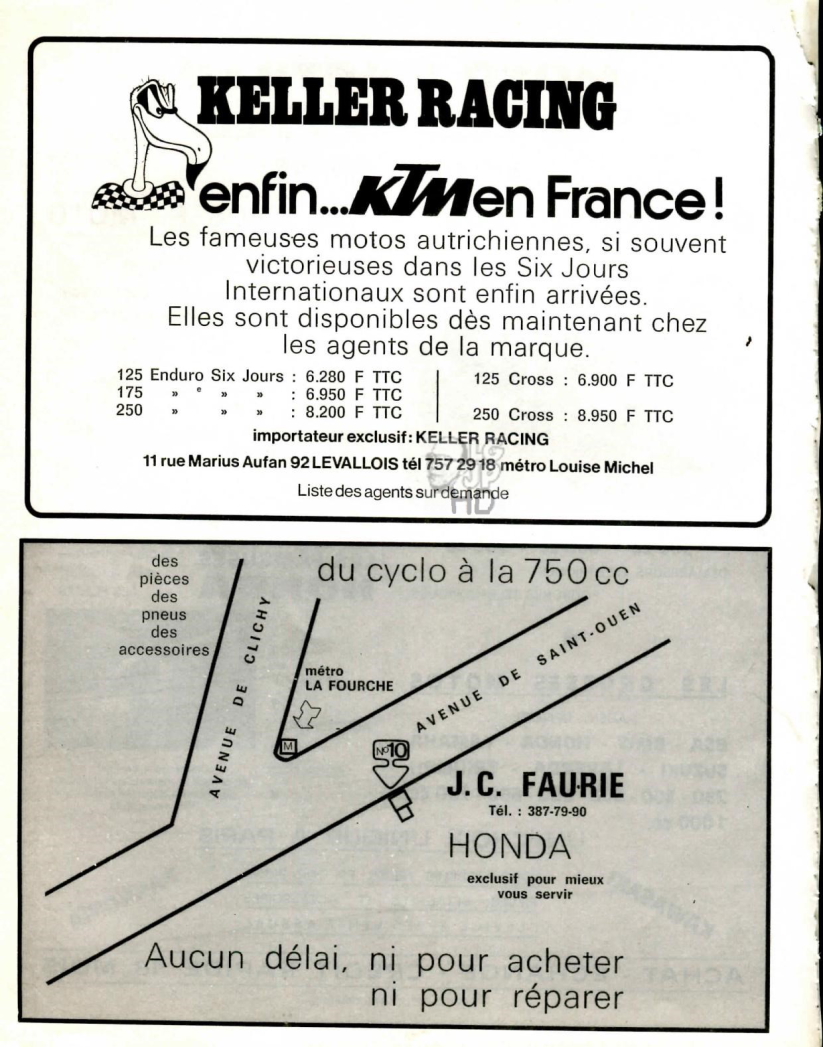 KELLER RACING
enfin...KTM en France!
Les fameuses motos autrichiennes, si souvent
victorieuses dans les Six Jours
Internationaux sont enfin arrivées.
Elles sont disponibles dès maintenant chez
les agents de la marque.
125 Enduro Six Jours : 6.280 F TTC
175 » e » » : 6.950 F TTC
250 » » » : 8.200 F TTC
125 Cross : 6.900 F TTC
250 Cross : 8.950 F TTC
importateur exclusif: KELLER RACING
11 rue Marius Aufan 92 LEVALLOIS tél 757 29 18 métro Louise Michel
Liste des agents sur demande
HD
des
pièces
des
pneus
des
accessoires
du cyclo à la 750 cc
AVENUE DE CLICHY
métro
LA FOURCHE
M
AVENUE DE SAINT-OUEN
N°10
J.C. FAURIE
Tél. : 387-79-90
HONDA
exclusif pour mieux
vous servir
Aucun délai, ni pour acheter
ni pour réparer